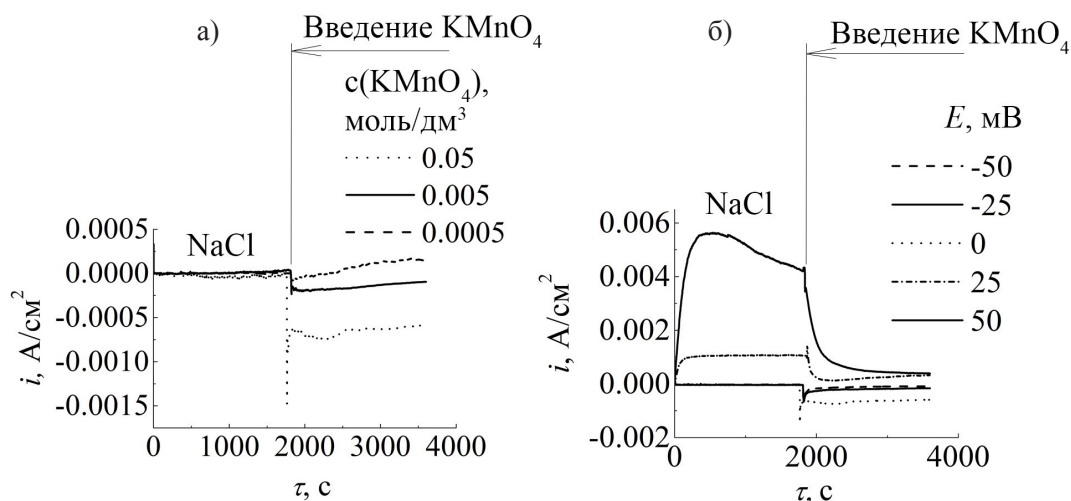 а)
Введение KMnO₄
c(KMnO₄),
моль/дм³
0.05
0.005
0.0005
NaCl
0.0005
0.0000
-0.0005
-0.0010
-0.0015
i, А/см²
0 1000 2000 3000 4000
τ, с
б)
Введение KMnO₄
E, мВ
-50
-25
0
25
50
NaCl
0.006
0.004
0.002
0.000
-0.002
i, А/см²
0 2000 4000
τ, с